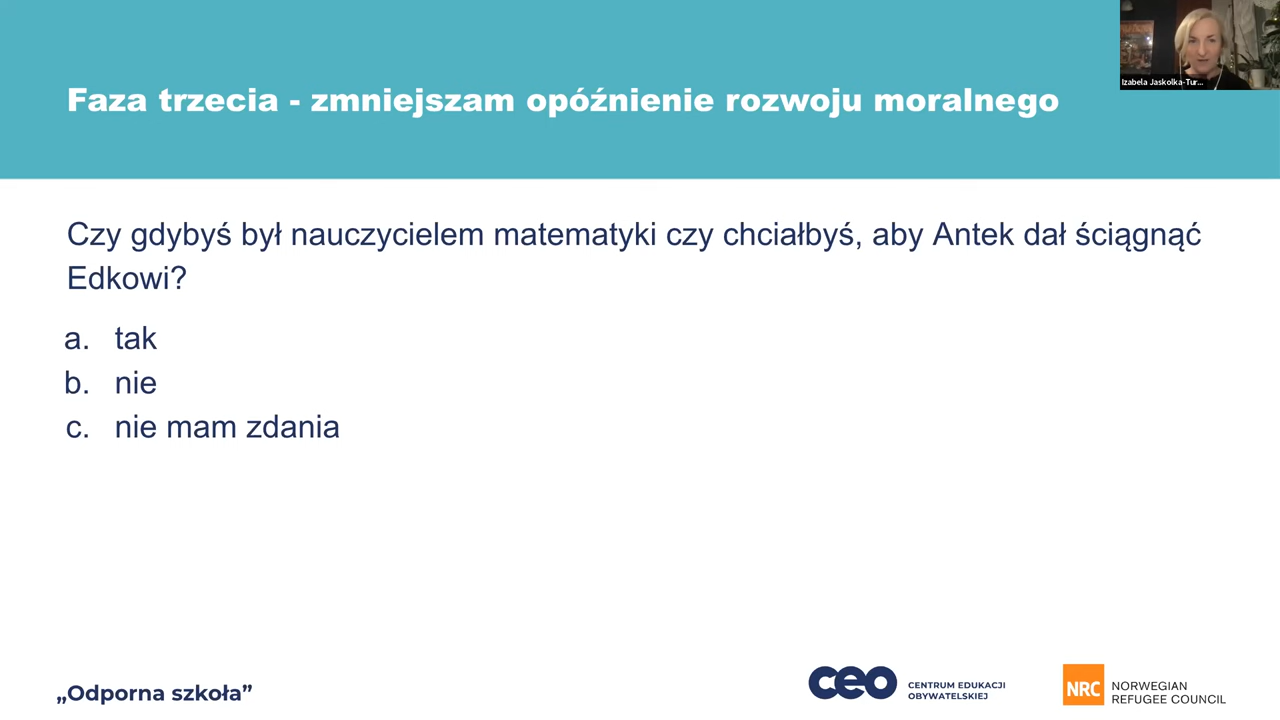 Izabela Jaskolka-Tur...
Faza trzecia - zmniejszam opóźnienie rozwoju moralnego
Czy gdybyś był nauczycielem matematyki czy chciałbyś, aby Antek dał ściągnąć
Edkowi?
a. tak
b. nie
c. nie mam zdania
„Odporna szkoła”
ceo
CENTRUM EDUKACJI
OBYWATELSKIEJ
NRC
NORWEGIAN
REFUGEE COUNCIL